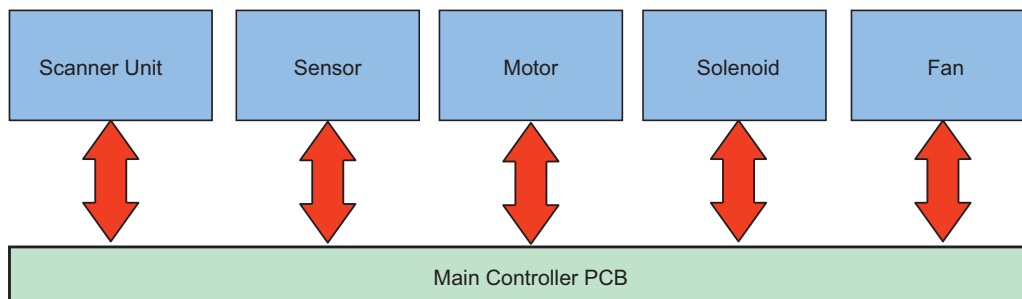 Scanner Unit
Sensor
Motor
Solenoid
Fan
Main Controller PCB